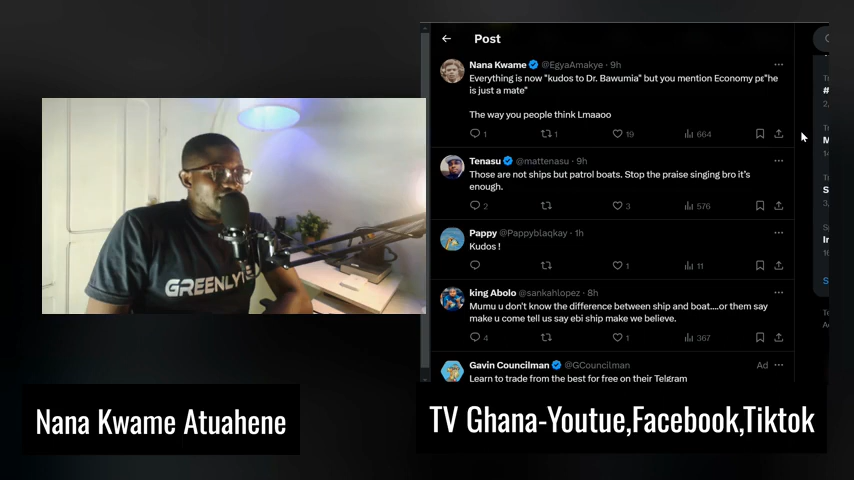 Post
Nana Kwame @EgyaAmakye · 9h
Everything is now "kudos to Dr. Bawumia" but you mention Economy pɛ"he
is just a mate"
The way you people think Lmaaoo
1 1 19 664
Tenasu @mattenasu · 9h
Those are not ships but patrol boats. Stop the praise singing bro it's
enough.
2 3 576
Pappy @Pappyblaqkay · 1h
Kudos !
1 11
king Abolo @sankahlopez · 8h
Mumu u don't know the difference between ship and boat....or them say
make u come tell us say ebi ship make we believe.
4 1 367
Gavin Councilman @GCouncilman Ad
Learn to trade from the best for free on their Telgram
GREENLY
Nana Kwame Atuahene
TV Ghana-Youtue,Facebook,Tiktok